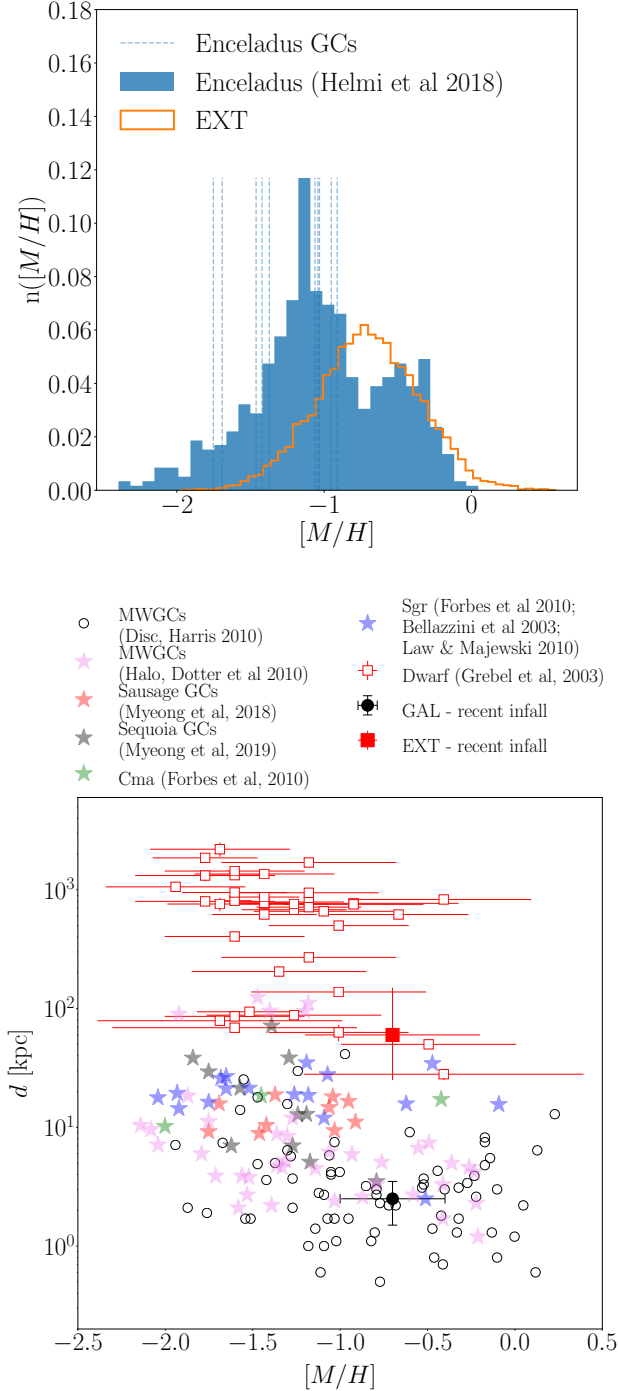 0.18
0.16
0.14
0.12
0.10
0.08
0.06
0.04
0.02
0.00
n([M/H])
Enceladus GCs
Enceladus (Helmi et al 2018)
EXT
−2
−1
0
[M/H]
MWGCs
(Disc, Harris 2010)
MWGCs
(Halo, Dotter et al 2010)
Sausage GCs
(Myeong et al, 2018)
Sequoia GCs
(Myeong et al, 2019)
Cma (Forbes et al, 2010)
Sgr (Forbes et al 2010;
Bellazzini et al 2003;
Law & Majewski 2010)
Dwarf (Grebel et al, 2003)
GAL - recent infall
EXT - recent infall
10³
10²
10¹
10⁰
d [kpc]
−2.5
−2.0
−1.5
−1.0
−0.5
0.0
0.5
[M/H]